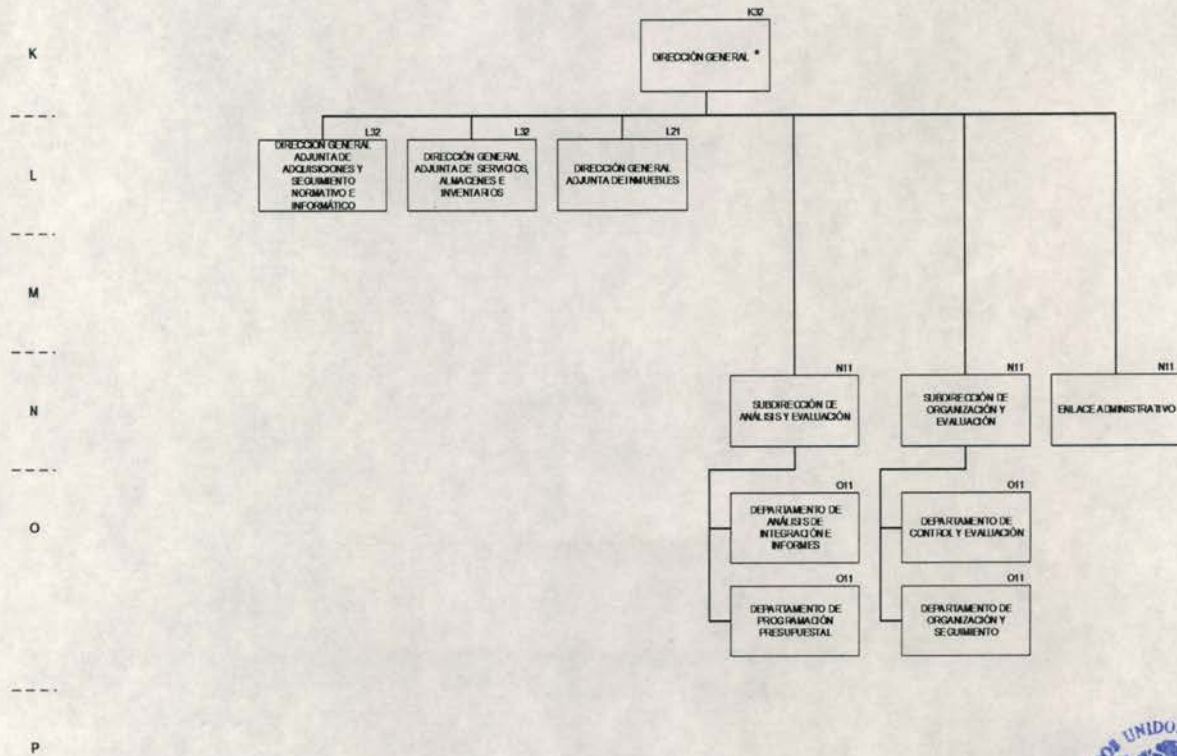 K32
K
DIRECCIÓN GENERAL *
L32
L32
L21
L
DIRECCIÓN GENERAL
ADJUNTA DE
ADQUISICIONES Y
SEGUIMIENTO
NORMATIVO E
INFORMÁTICO
DIRECCIÓN GENERAL
ADJUNTA DE SERVICIOS,
ALMACENES E
INVENTARIOS
DIRECCIÓN GENERAL
ADJUNTA DE INMUEBLES
M
N11
N11
N11
N
SUBDIRECCIÓN DE
ANÁLISIS Y EVALUACIÓN
SUBDIRECCIÓN DE
ORGANIZACIÓN Y
EVALUACIÓN
ENLACE ADMINISTRATIVO
O11
O11
O
DEPARTAMENTO DE
ANÁLISIS DE
INTEGRACIÓN E
INFORMES
DEPARTAMENTO DE
CONTROL Y EVALUACIÓN
O11
O11
DEPARTAMENTO DE
PROGRAMACIÓN
PRESUPUESTAL
DEPARTAMENTO DE
ORGANIZACIÓN Y
SEGUIMIENTO
P
UNIDO